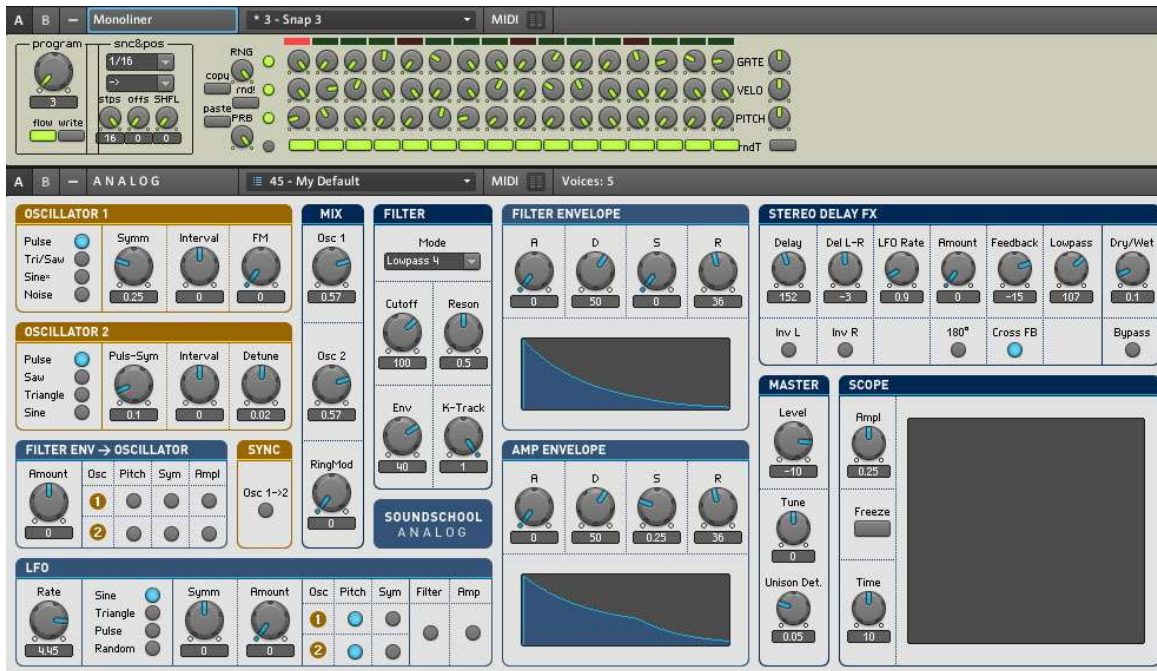 A B — Monoliner * 3 - Snap 3 MIDI
program snc&pos RNG
1/16 copy GATE
-> rnd! VELO
3 stps offs SHFL paste
flow write PRB PITCH
16 0 0 rndT
A B — ANALOG 45 - My Default MIDI Voices: 5
OSCILLATOR 1
Pulse Symm Interval FM
Tri/Saw
Sine×
Noise 0.25 0 0
OSCILLATOR 2
Pulse Puls-Sym Interval Detune
Saw
Triangle
Sine 0.1 0 0.02
FILTER ENV → OSCILLATOR
Amount Osc Pitch Sym Ampl
1
0 2
SYNC
Osc 1->2
MIX
Osc 1
0.57
Osc 2
0.57
RingMod
0
FILTER
Mode
Lowpass 4
Cutoff Reson
100 0.5
Env K-Track
40 1
SOUNDSCHOOL
ANALOG
LFO
Rate Sine Symm Amount Osc Pitch Sym Filter Amp
Triangle 1
Pulse
4.45 Random 0 0 2
FILTER ENVELOPE
A D S R
0 50 0 36
AMP ENVELOPE
A D S R
0 50 0.25 36
STEREO DELAY FX
Delay Del L-R LFO Rate Amount Feedback Lowpass Dry/Wet
152 -3 0.9 0 -15 107 0.1
Inv L Inv R 180° Cross FB Bypass
MASTER
Level
-10
Tune
0
Unison Det.
0.05
SCOPE
Ampl
0.25
Freeze
Time
10